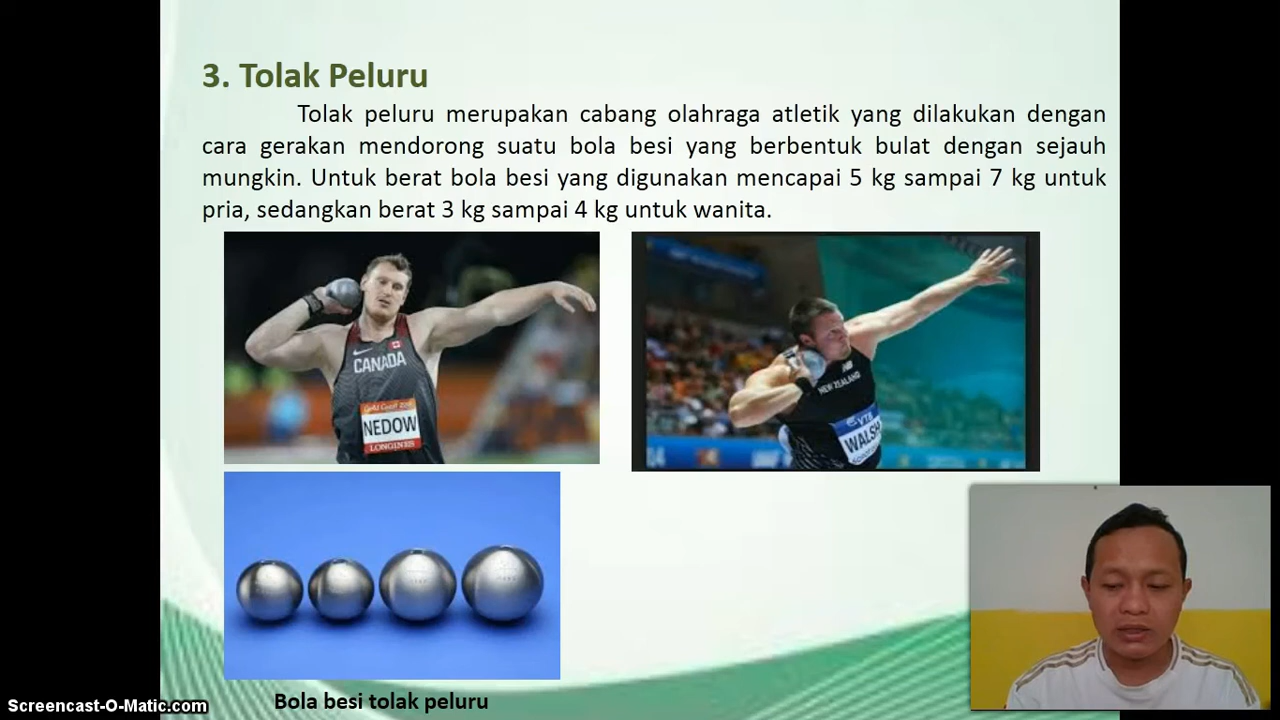 3. Tolak Peluru
Tolak peluru merupakan cabang olahraga atletik yang dilakukan dengan
cara gerakan mendorong suatu bola besi yang berbentuk bulat dengan sejauh
mungkin. Untuk berat bola besi yang digunakan mencapai 5 kg sampai 7 kg untuk
pria, sedangkan berat 3 kg sampai 4 kg untuk wanita.
CANADA
Gold Coast
NEDOW
LONGINES
NEW ZEALAND
VTB
WALSH
Bola besi tolak peluru
Screencast-O-Matic.com